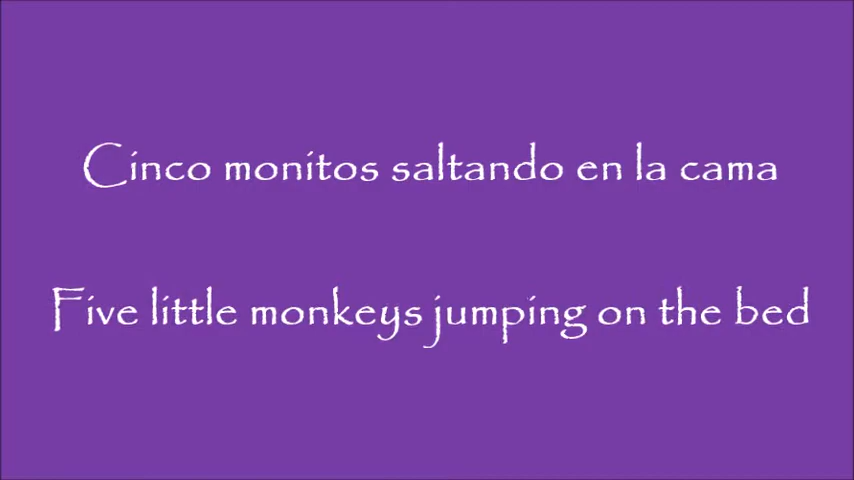 Cinco monitos saltando en la cama
Five little monkeys jumping on the bed